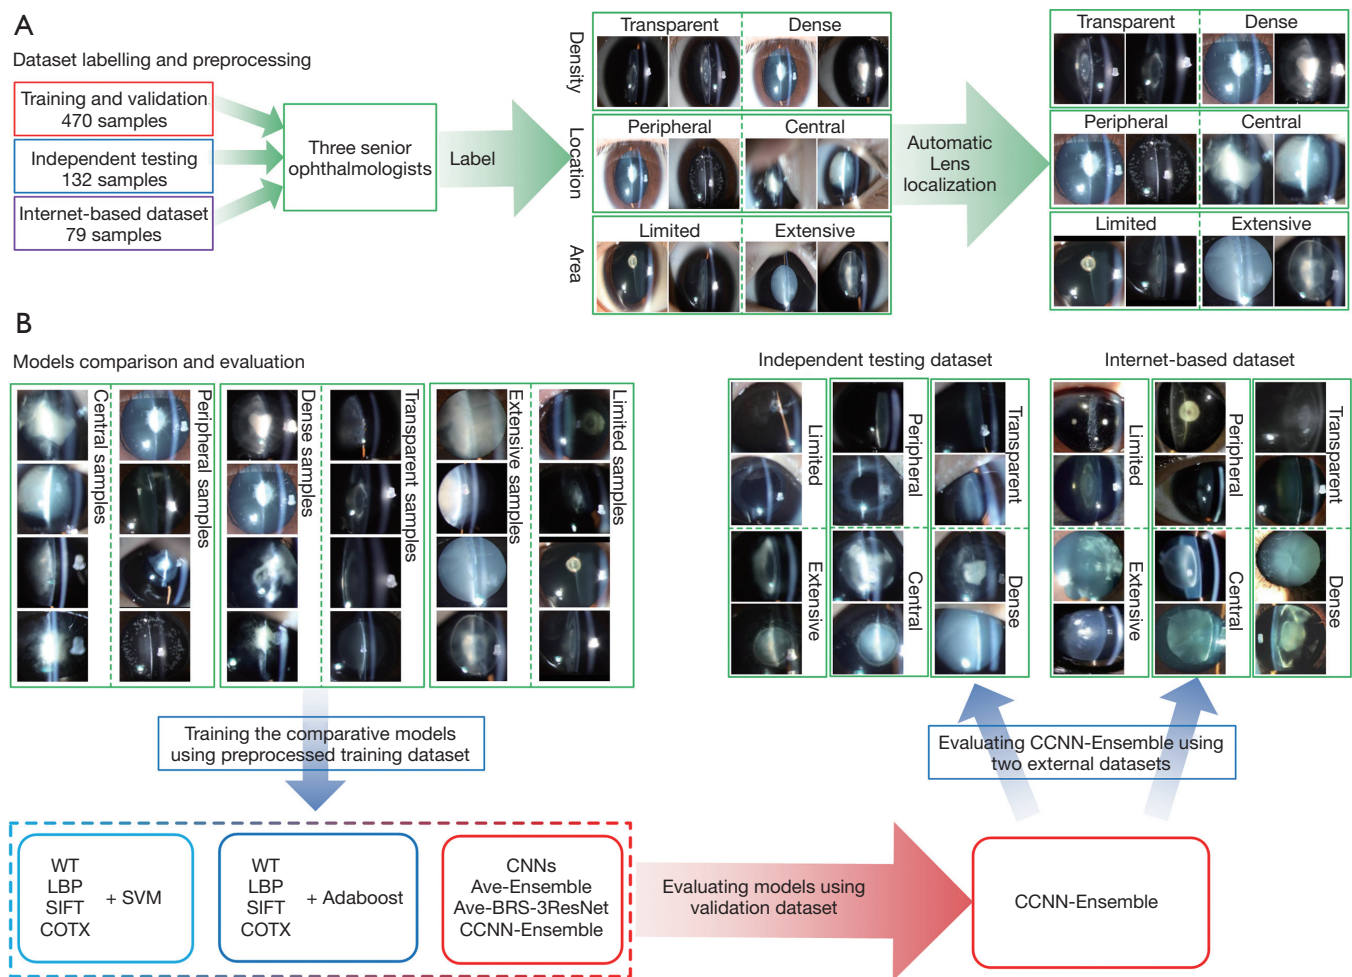 A
Dataset labelling and preprocessing
Training and validation
470 samples
Independent testing
132 samples
Internet-based dataset
79 samples
Three senior
ophthalmologists
Label
Density
Transparent
Dense
Location
Peripheral
Central
Area
Limited
Extensive
Automatic
Lens
localization
Transparent
Dense
Peripheral
Central
Limited
Extensive
B
Models comparison and evaluation
Central samples
Peripheral samples
Dense samples
Transparent samples
Extensive samples
Limited samples
Independent testing dataset
Limited
Peripheral
Transparent
Extensive
Central
Dense
Internet-based dataset
Limited
Peripheral
Transparent
Extensive
Central
Dense
Training the comparative models
using preprocessed training dataset
Evaluating CCNN-Ensemble using
two external datasets
WT
LBP
SIFT
COTX
+ SVM
WT
LBP
SIFT
COTX
+ Adaboost
CNNs
Ave-Ensemble
Ave-BRS-3ResNet
CCNN-Ensemble
Evaluating models using
validation dataset
CCNN-Ensemble